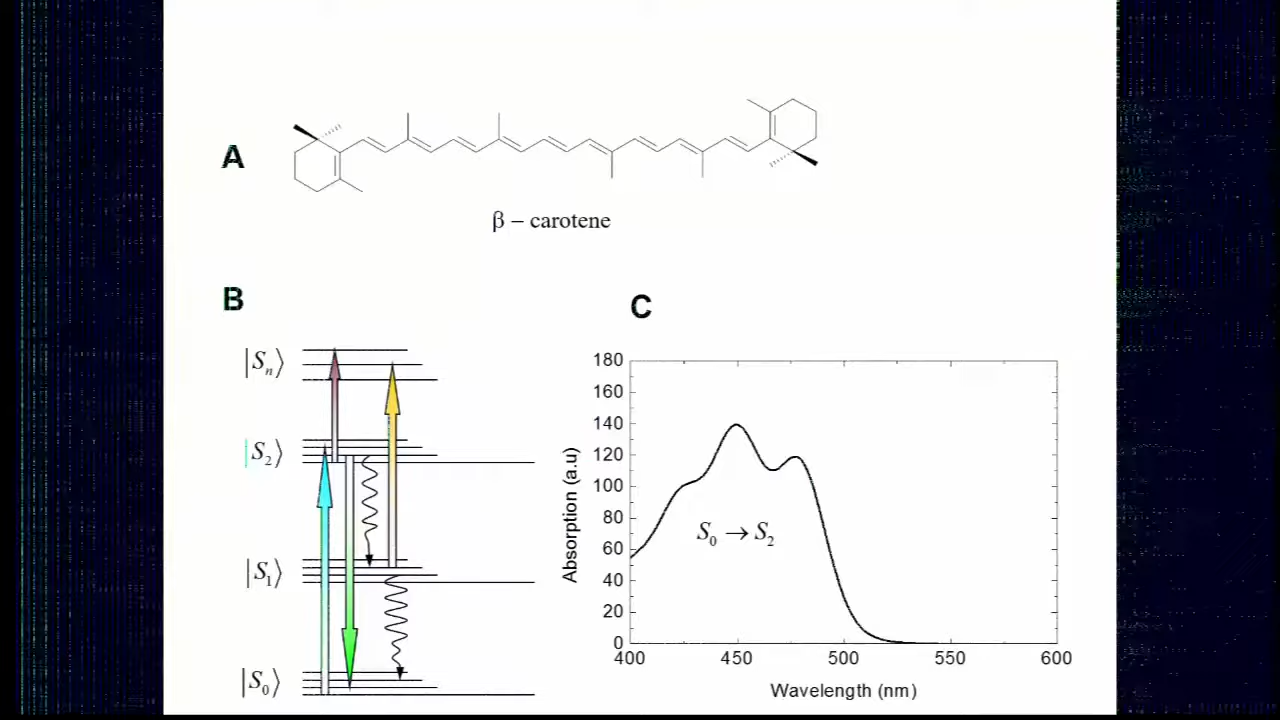 A
β – carotene
B
C
|Sₙ⟩
|S₂⟩
|S₁⟩
|S₀⟩
180
160
140
120
100
80
60
40
20
0
Absorption (a.u)
S₀ → S₂
400 450 500 550 600
Wavelength (nm)